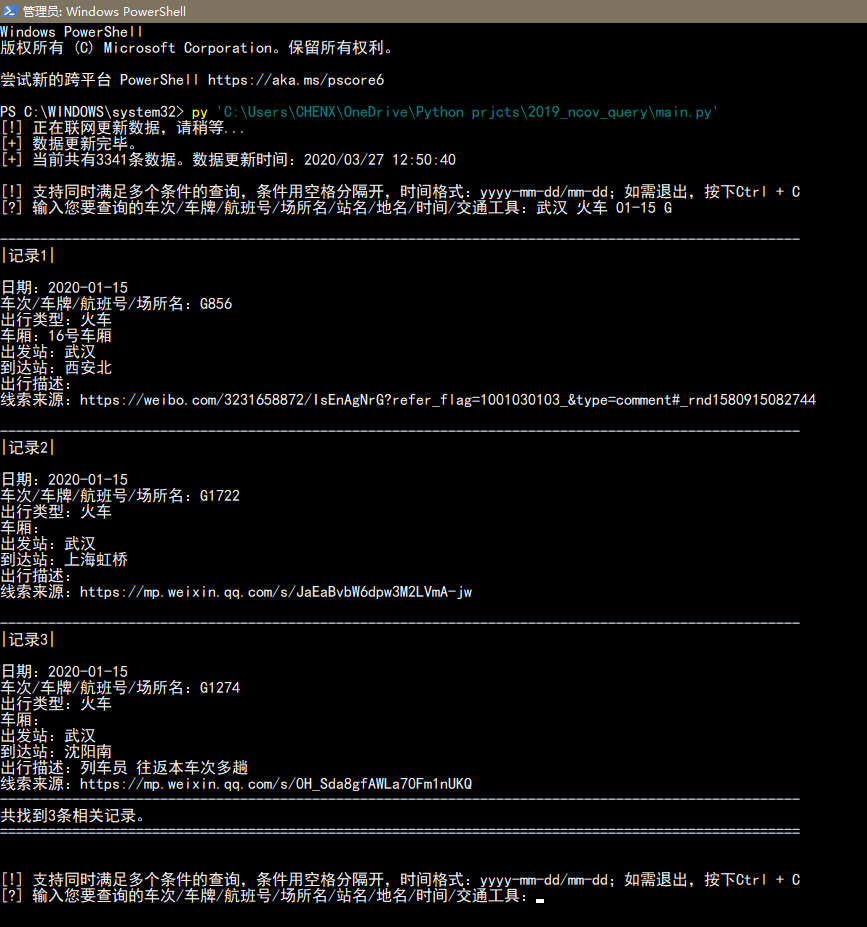 管理员: Windows PowerShell
Windows PowerShell
版权所有 (C) Microsoft Corporation。保留所有权利。
尝试新的跨平台 PowerShell https://aka.ms/pscore6
PS C:\WINDOWS\system32> py 'C:\Users\CHENX\OneDrive\Python prjcts\2019_ncov_query\main.py'
[!] 正在联网更新数据，请稍等...
[+] 数据更新完毕。
[+] 当前共有3341条数据。数据更新时间：2020/03/27 12:50:40
[!] 支持同时满足多个条件的查询，条件用空格分隔开，时间格式：yyyy-mm-dd/mm-dd；如需退出，按下Ctrl + C
[?] 输入您要查询的车次/车牌/航班号/场所名/站名/地名/时间/交通工具：武汉 火车 01-15 G
|记录1|
日期：2020-01-15
车次/车牌/航班号/场所名：G856
出行类型：火车
车厢：16号车厢
出发站：武汉
到达站：西安北
出行描述：
线索来源：https://weibo.com/3231658872/IsEnAgNrG?refer_flag=1001030103_&type=comment#_rnd1580915082744
|记录2|
日期：2020-01-15
车次/车牌/航班号/场所名：G1722
出行类型：火车
车厢：
出发站：武汉
到达站：上海虹桥
出行描述：
线索来源：https://mp.weixin.qq.com/s/JaEaBvbW6dpw3M2LVmA-jw
|记录3|
日期：2020-01-15
车次/车牌/航班号/场所名：G1274
出行类型：火车
车厢：
出发站：武汉
到达站：沈阳南
出行描述：列车员 往返本车次多趟
线索来源：https://mp.weixin.qq.com/s/OH_Sda8gfAWLa7OFm1nUKQ
共找到3条相关记录。
[!] 支持同时满足多个条件的查询，条件用空格分隔开，时间格式：yyyy-mm-dd/mm-dd；如需退出，按下Ctrl + C
[?] 输入您要查询的车次/车牌/航班号/场所名/站名/地名/时间/交通工具：